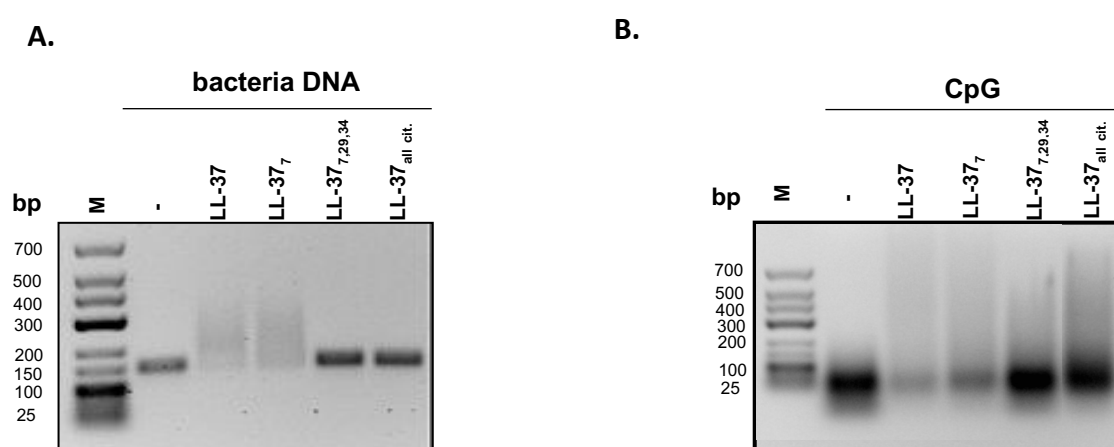 A.
bacteria DNA
bp
M
-
LL-37
LL-37₇
LL-37₇,₂₉,₃₄
LL-37all cit.
700
500
400
300
200
150
100
25
B.
CpG
bp
M
-
LL-37
LL-37₇
LL-37₇,₂₉,₃₄
LL-37all cit.
700
500
400
300
200
100
25